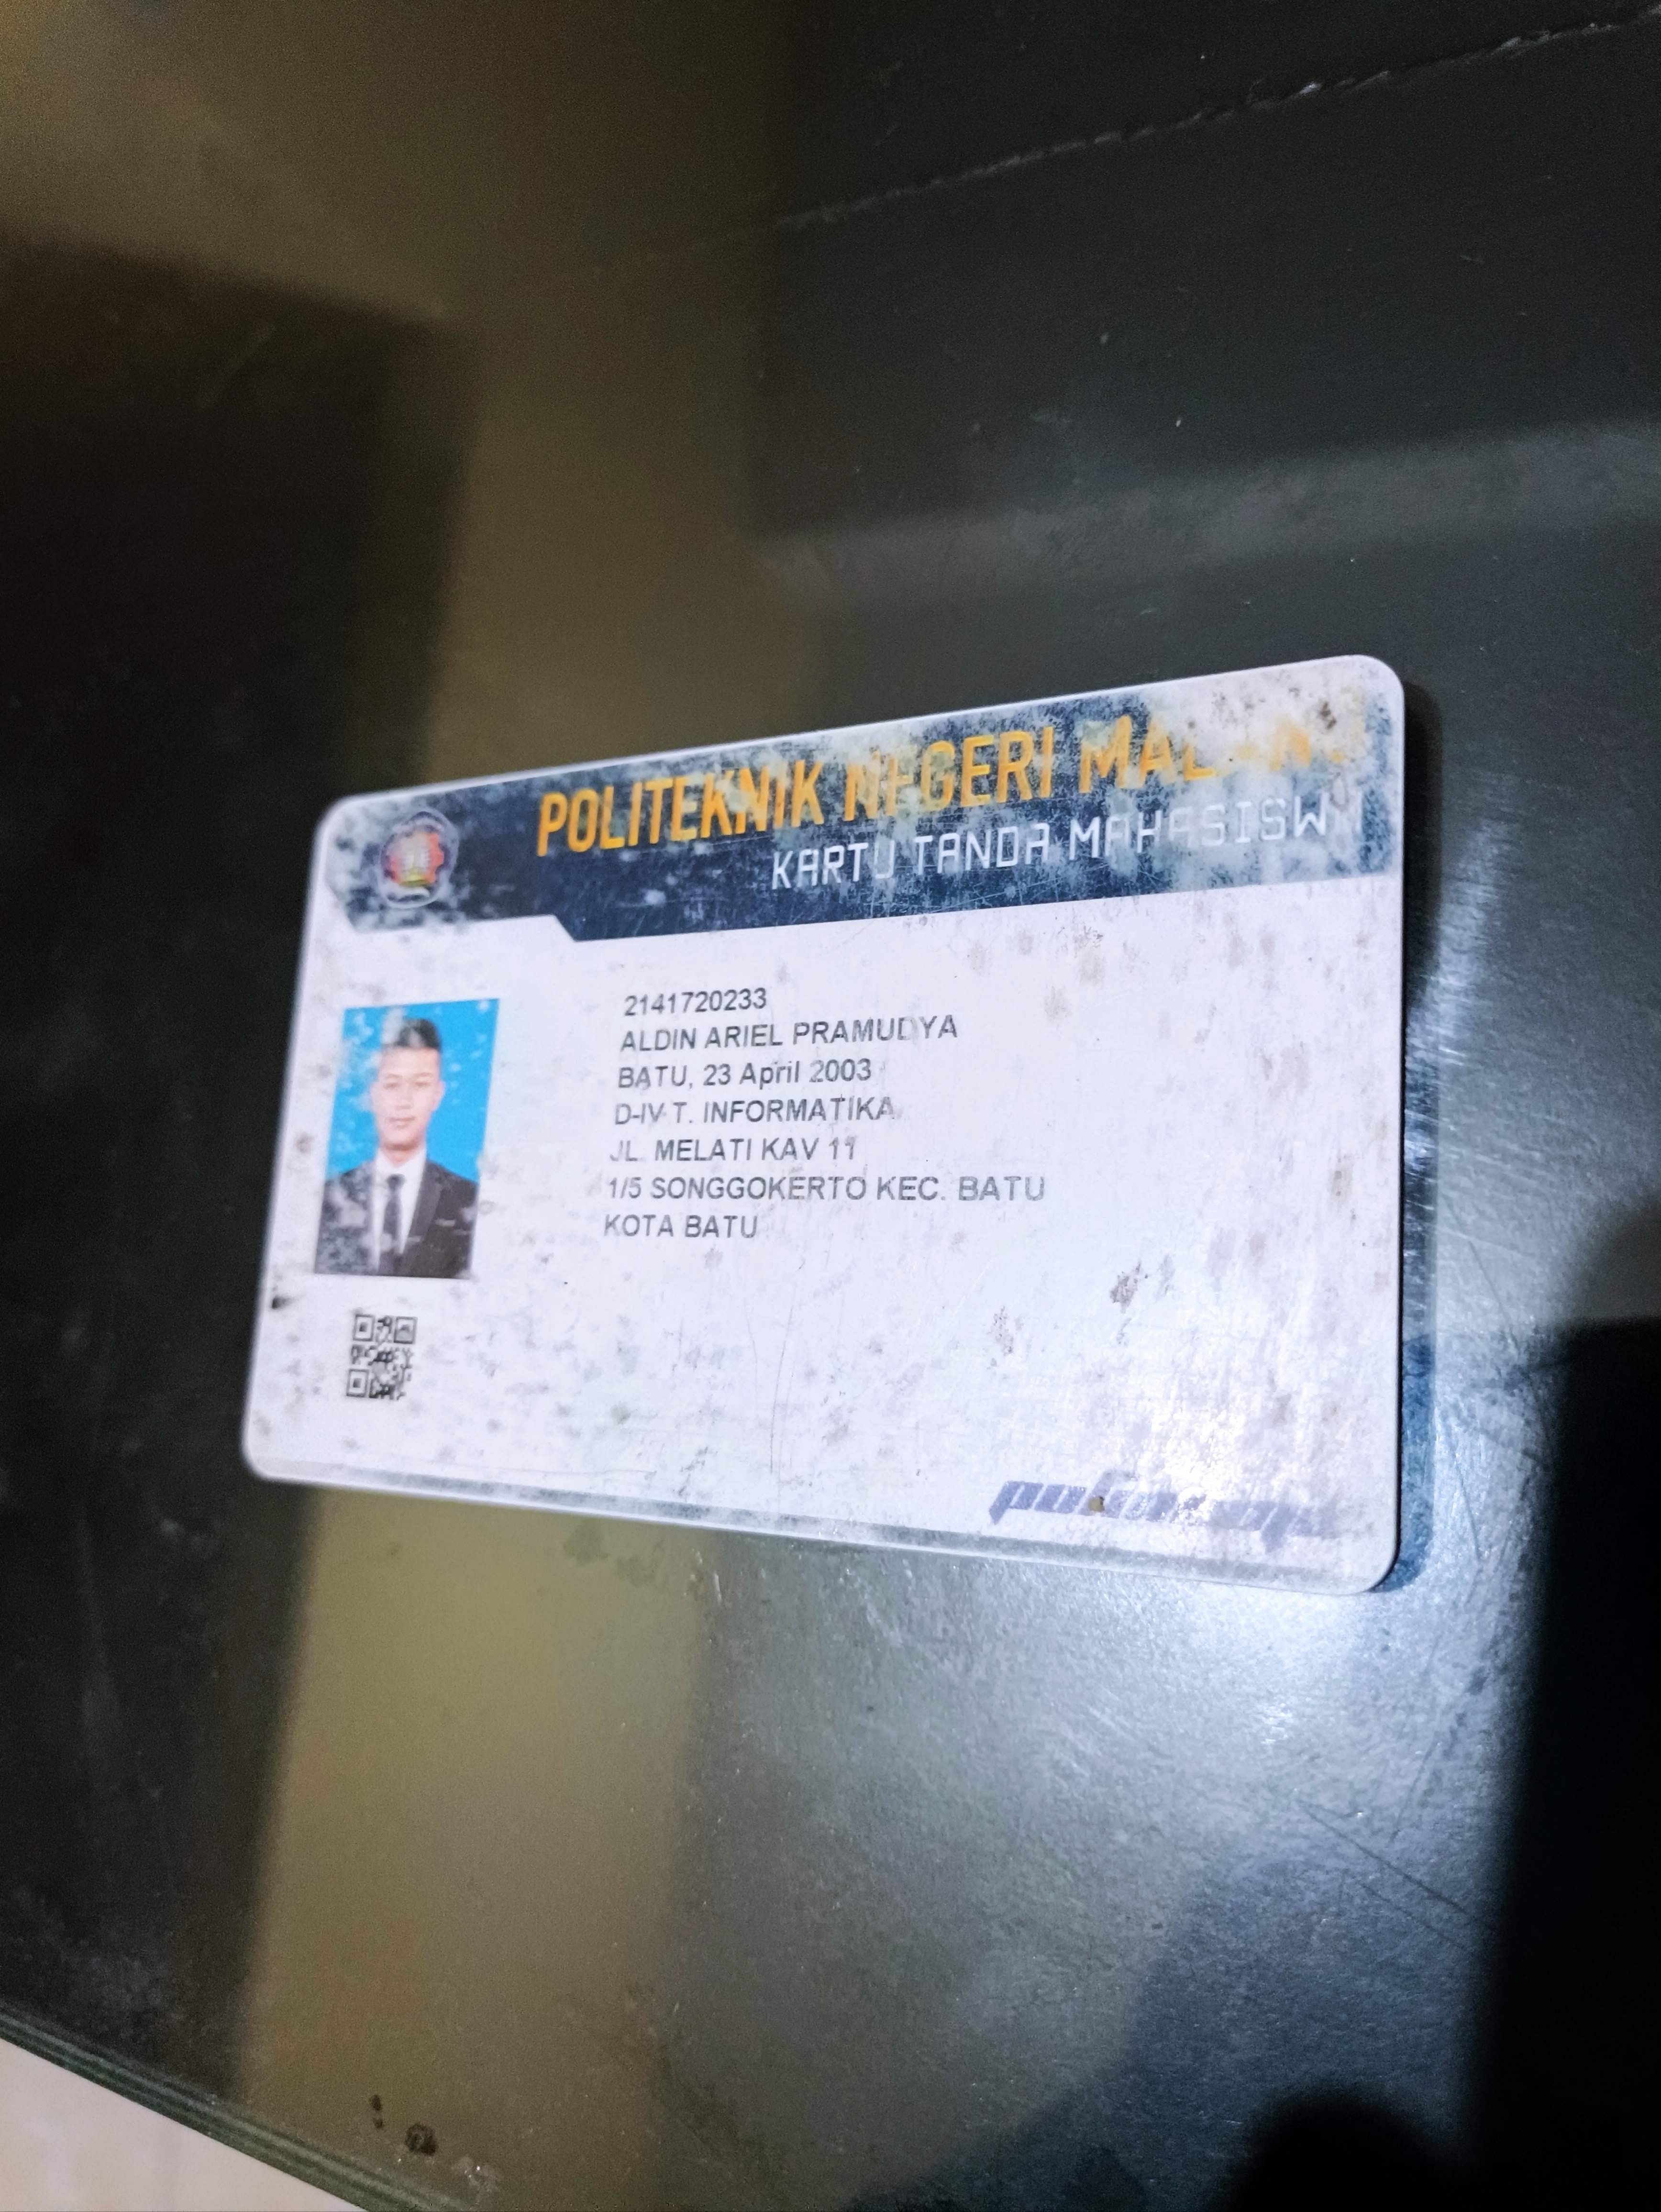 POLITEKNIK NEGERI
KARTU TANDA
2141720233
ALDIN ARIEL PRAMUDYA
BATU, 23 April 2003
D-IV T. INFORMATIKA
JL. MELATI KAV 11
1/5 SONGGOKERTO KEC. BATU
KOTA BATU